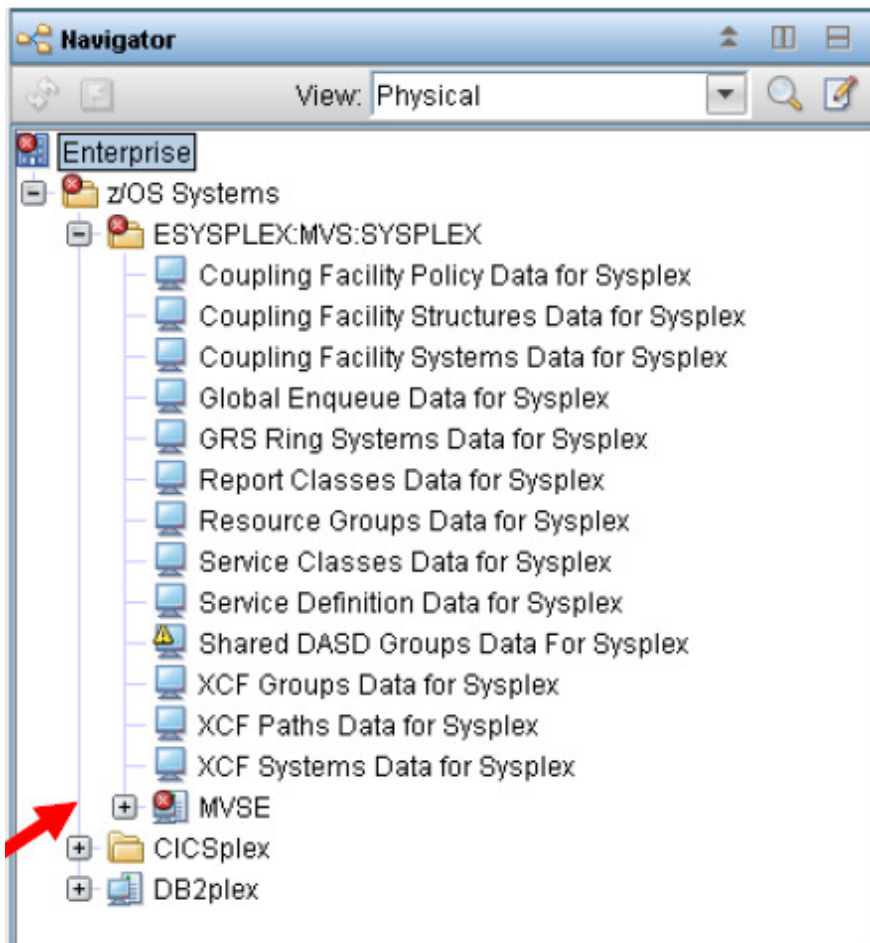 Navigator
View: Physical
Enterprise
z/OS Systems
ESYSPLEX:MVS:SYSPLEX
Coupling Facility Policy Data for Sysplex
Coupling Facility Structures Data for Sysplex
Coupling Facility Systems Data for Sysplex
Global Enqueue Data for Sysplex
GRS Ring Systems Data for Sysplex
Report Classes Data for Sysplex
Resource Groups Data for Sysplex
Service Classes Data for Sysplex
Service Definition Data for Sysplex
Shared DASD Groups Data For Sysplex
XCF Groups Data for Sysplex
XCF Paths Data for Sysplex
XCF Systems Data for Sysplex
MVSE
CICSplex
DB2plex